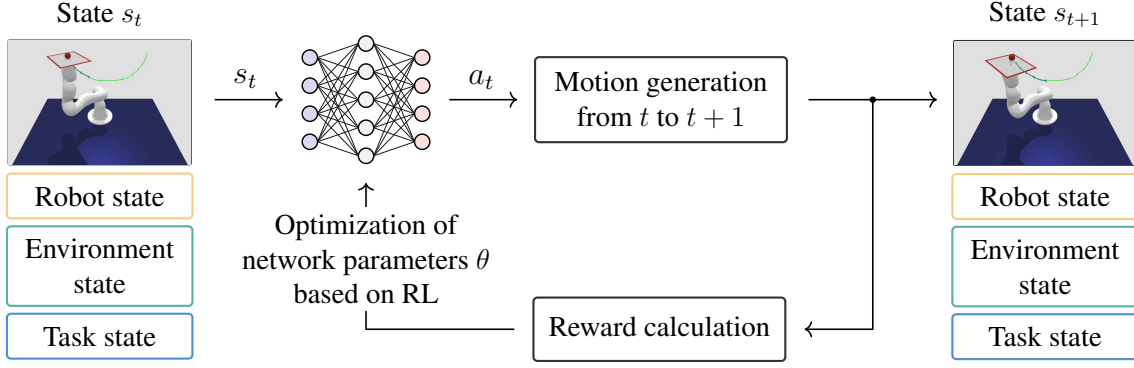 State $s_t$
Robot state
Environment
state
Task state
$s_t$
$a_t$
Optimization of
network parameters $\theta$
based on RL
Motion generation
from $t$ to $t+1$
Reward calculation
State $s_{t+1}$
Robot state
Environment
state
Task state